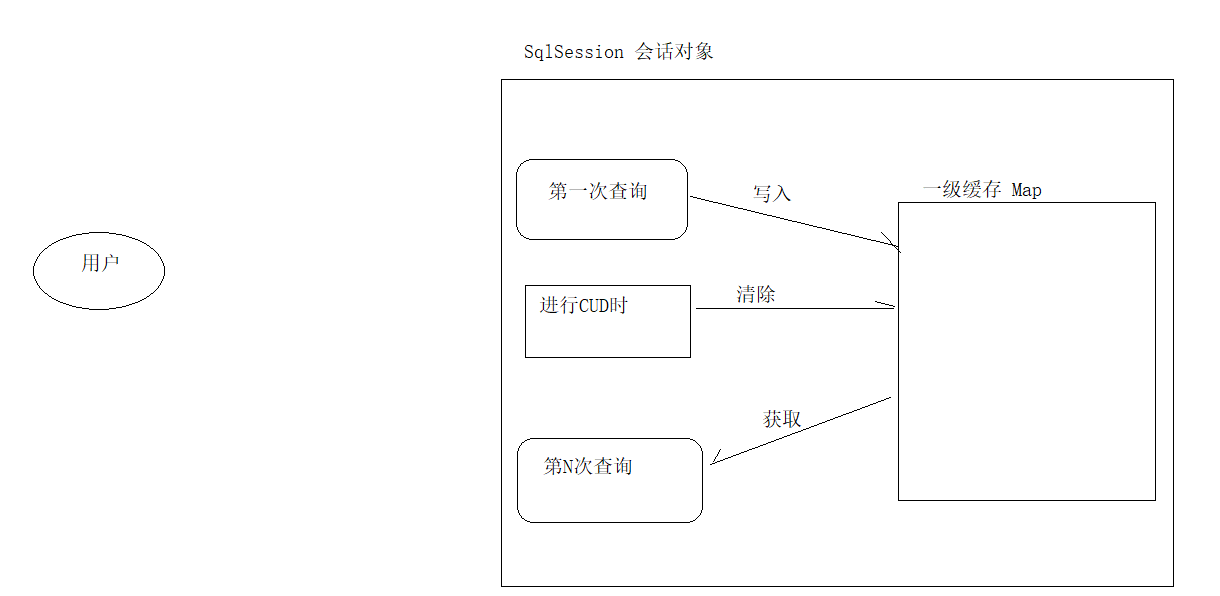 SqlSession 会话对象
第一次查询
写入
一级缓存 Map
用户
进行CUD时
清除
获取
第N次查询